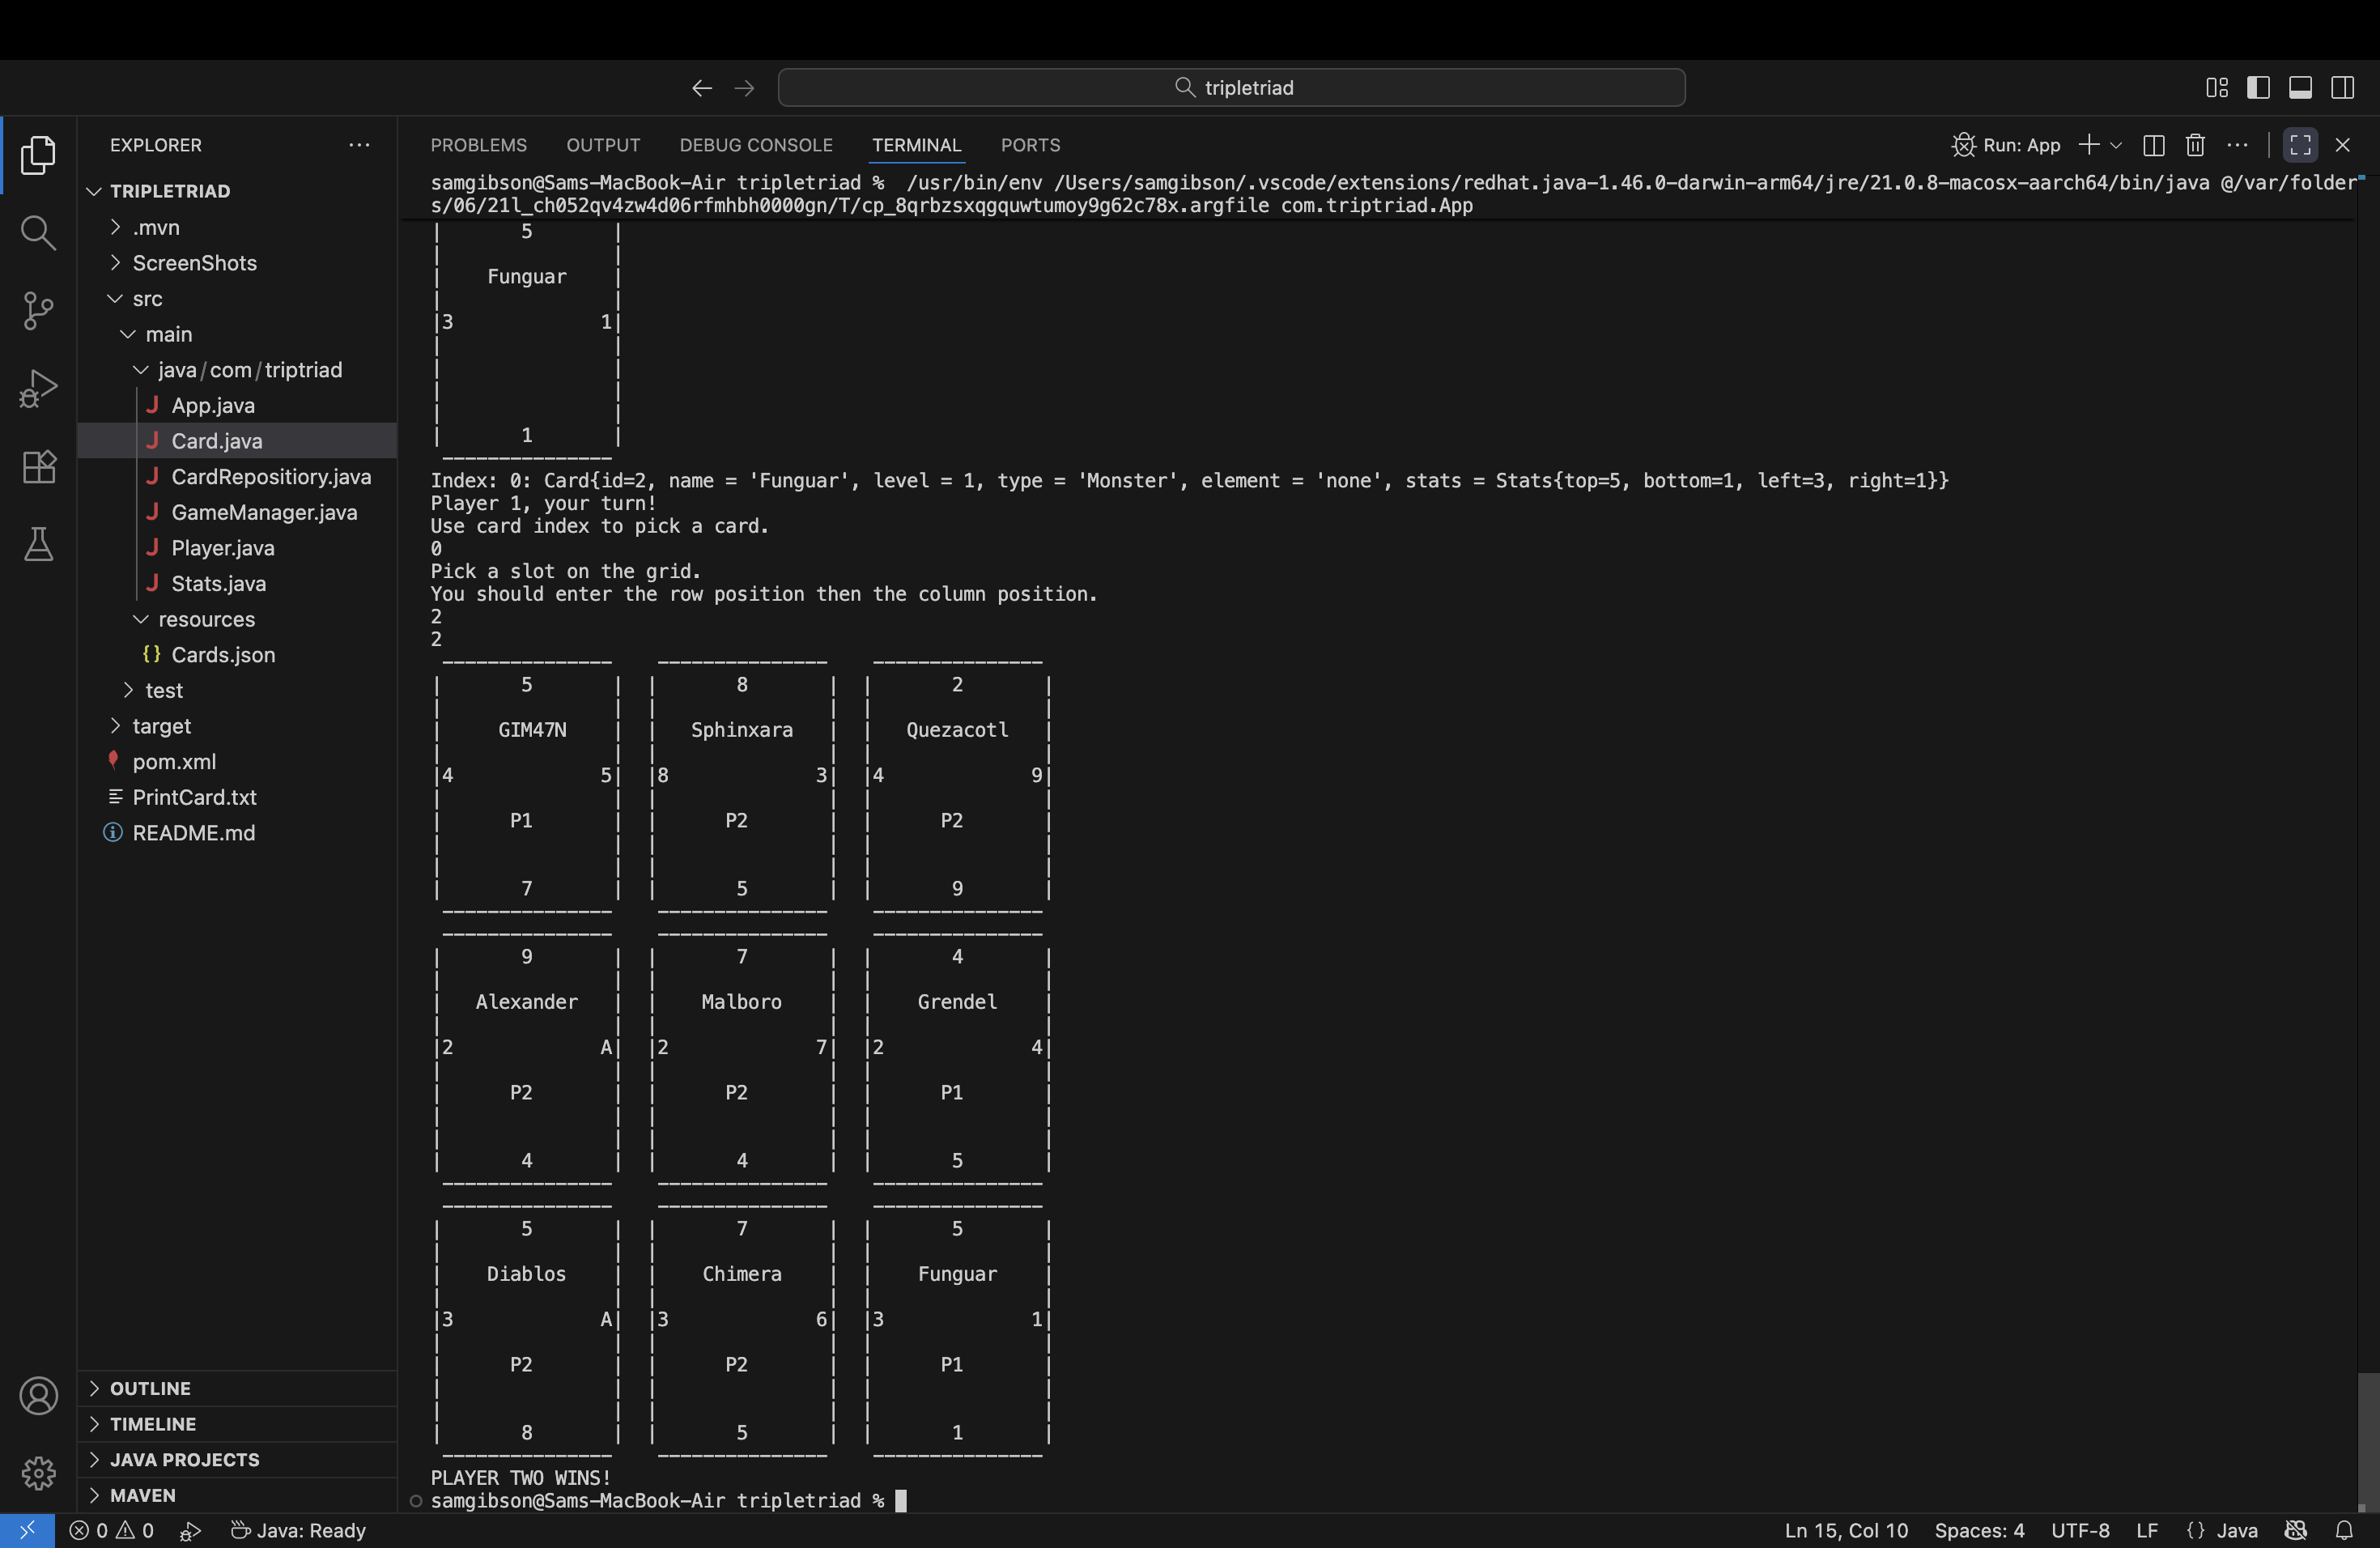 tripletriad
EXPLORER
TRIPLETRIAD
.mvn
ScreenShots
src
main
java/com/triptriad
App.java
Card.java
CardRepositiory.java
GameManager.java
Player.java
Stats.java
resources
{} Cards.json
test
target
pom.xml
PrintCard.txt
README.md
OUTLINE
TIMELINE
JAVA PROJECTS
MAVEN
PROBLEMS OUTPUT DEBUG CONSOLE TERMINAL PORTS
Run: App
samgibson@Sams-MacBook-Air tripletriad % /usr/bin/env /Users/samgibson/.vscode/extensions/redhat.java-1.46.0-darwin-arm64/jre/21.0.8-macosx-aarch64/bin/java @/var/folder
s/06/21l_ch052qv4zw4d06rfmhbh0000gn/T/cp_8qrbzsxqgquwtumoy9g62c78x.argfile com.triptriad.App
5
Funguar
3 1
1
Index: 0: Card{id=2, name = 'Funguar', level = 1, type = 'Monster', element = 'none', stats = Stats{top=5, bottom=1, left=3, right=1}}
Player 1, your turn!
Use card index to pick a card.
0
Pick a slot on the grid.
You should enter the row position then the column position.
2
2
5 8 2
GIM47N Sphinxara Quezacotl
4 5 8 3 4 9
P1 P2 P2
7 5 9
9 7 4
Alexander Malboro Grendel
2 A 2 7 2 4
P2 P2 P1
4 4 5
5 7 5
Diablos Chimera Funguar
3 A 3 6 3 1
P2 P2 P1
8 5 1
PLAYER TWO WINS!
samgibson@Sams-MacBook-Air tripletriad %
0 0 Java: Ready
Ln 15, Col 10 Spaces: 4 UTF-8 LF {} Java